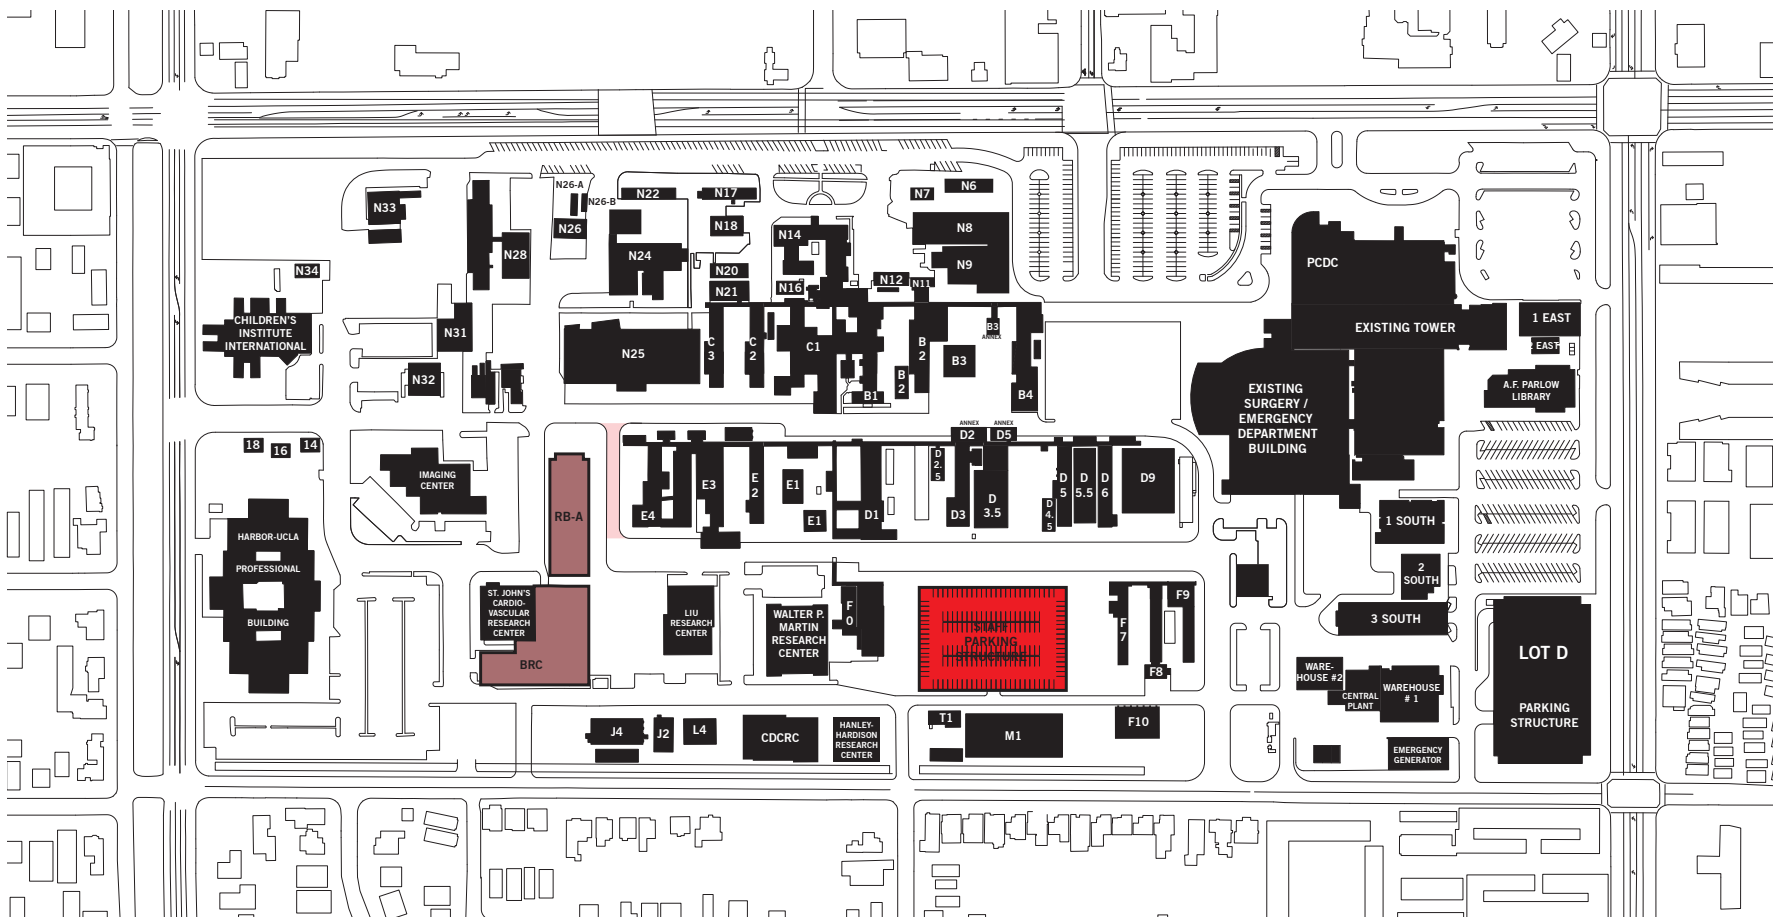 N26-A
N22
N17
N7
N6
N33
N26-B
N26
N18
N14
N8
N28
N24
N9
PCDC
N34
N20
N21
N16
N12
N11
CHILDREN'S
INSTITUTE
INTERNATIONAL
N31
N25
C
3
C
2
C1
B
2
B3
ANNEX
B3
EXISTING TOWER
1 EAST
2 EAST
N32
B
2
B1
B4
A.F. PARLOW
LIBRARY
EXISTING
SURGERY /
EMERGENCY
DEPARTMENT
BUILDING
18
16
14
ANNEX
D2
ANNEX
D5
IMAGING
CENTER
RB-A
E4
E3
E
2
E1
E1
D1
D
2.5
D3
D
3.5
D
4.5
D
5
D
5.5
D
6
D9
1 SOUTH
2
SOUTH
3 SOUTH
HARBOR-UCLA
PROFESSIONAL
BUILDING
ST. JOHN'S
CARDIO-
VASCULAR
RESEARCH
CENTER
BRC
LIU
RESEARCH
CENTER
WALTER P.
MARTIN
RESEARCH
CENTER
F
0
STAFF
PARKING
STRUCTURE
F
7
F9
F8
WARE-
HOUSE #2
CENTRAL
PLANT
WAREHOUSE
# 1
LOT D
PARKING
STRUCTURE
J4
J2
L4
CDCRC
HANLEY-
HARDISON
RESEARCH
CENTER
T1
M1
F10
EMERGENCY
GENERATOR